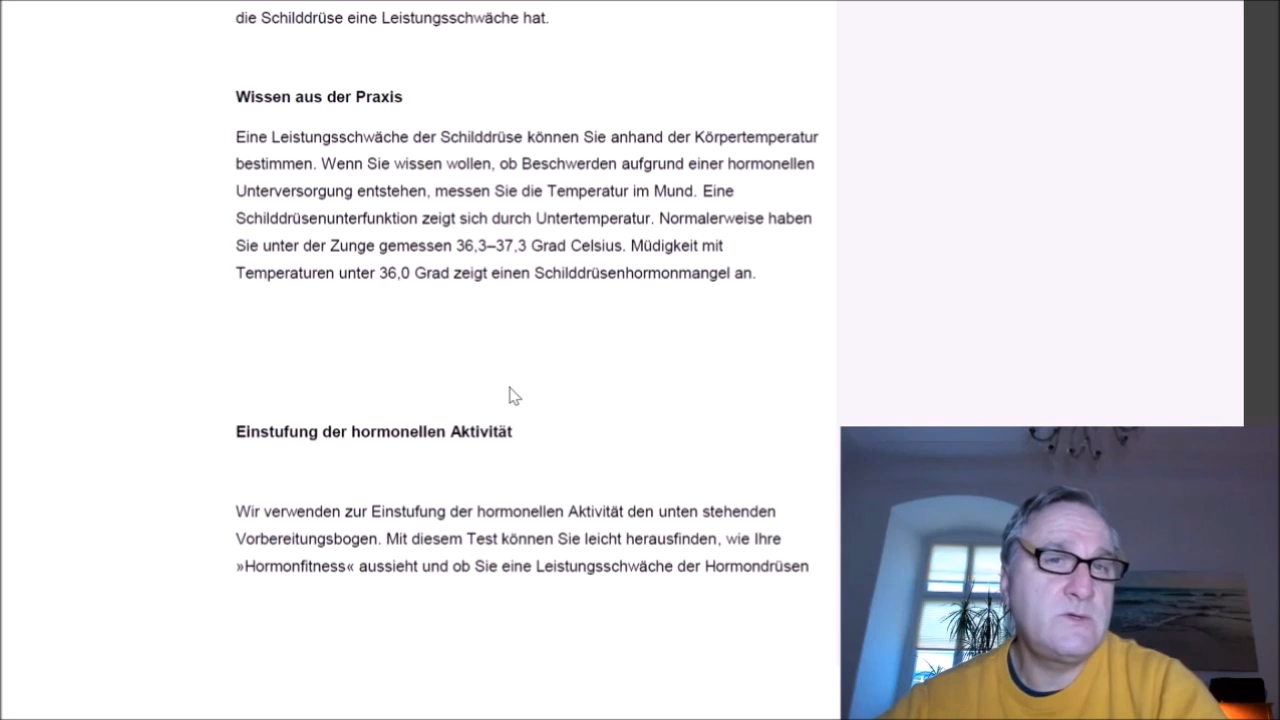 die Schilddrüse eine Leistungsschwäche hat.
Wissen aus der Praxis
Eine Leistungsschwäche der Schilddrüse können Sie anhand der Körpertemperatur
bestimmen. Wenn Sie wissen wollen, ob Beschwerden aufgrund einer hormonellen
Unterversorgung entstehen, messen Sie die Temperatur im Mund. Eine
Schilddrüsenunterfunktion zeigt sich durch Untertemperatur. Normalerweise haben
Sie unter der Zunge gemessen 36,3–37,3 Grad Celsius. Müdigkeit mit
Temperaturen unter 36,0 Grad zeigt einen Schilddrüsenhormonmangel an.
Einstufung der hormonellen Aktivität
Wir verwenden zur Einstufung der hormonellen Aktivität den unten stehenden
Vorbereitungsbogen. Mit diesem Test können Sie leicht herausfinden, wie Ihre
»Hormonfitness« aussieht und ob Sie eine Leistungsschwäche der Hormondrüsen